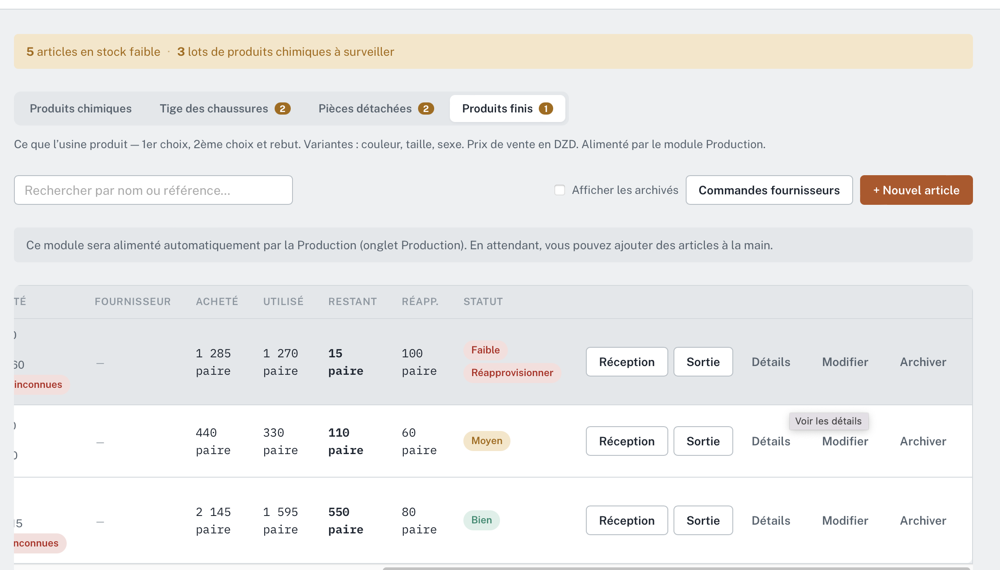 5 articles en stock faible · 3 lots de produits chimiques à surveiller
Produits chimiques Tige des chaussures 2 Pièces détachées 2 Produits finis 1
Ce que l’usine produit — 1er choix, 2ème choix et rebut. Variantes : couleur, taille, sexe. Prix de vente en DZD. Alimenté par le module Production.
Rechercher par nom ou référence... Afficher les archivés Commandes fournisseurs + Nouvel article
Ce module sera alimenté automatiquement par la Production (onglet Production). En attendant, vous pouvez ajouter des articles à la main.
TÉ FOURNISSEUR ACHETÉ UTILISÉ RESTANT RÉAPP. STATUT
60 — 1 285 paire 1 270 paire 15 paire 100 paire Faible Réapprovisionner Réception Sortie Détails Modifier Archiver
inconnues
Voir les détails
0 — 440 paire 330 paire 110 paire 60 paire Moyen Réception Sortie Détails Modifier Archiver
15 — 2 145 paire 1 595 paire 550 paire 80 paire Bien Réception Sortie Détails Modifier Archiver
nconnues